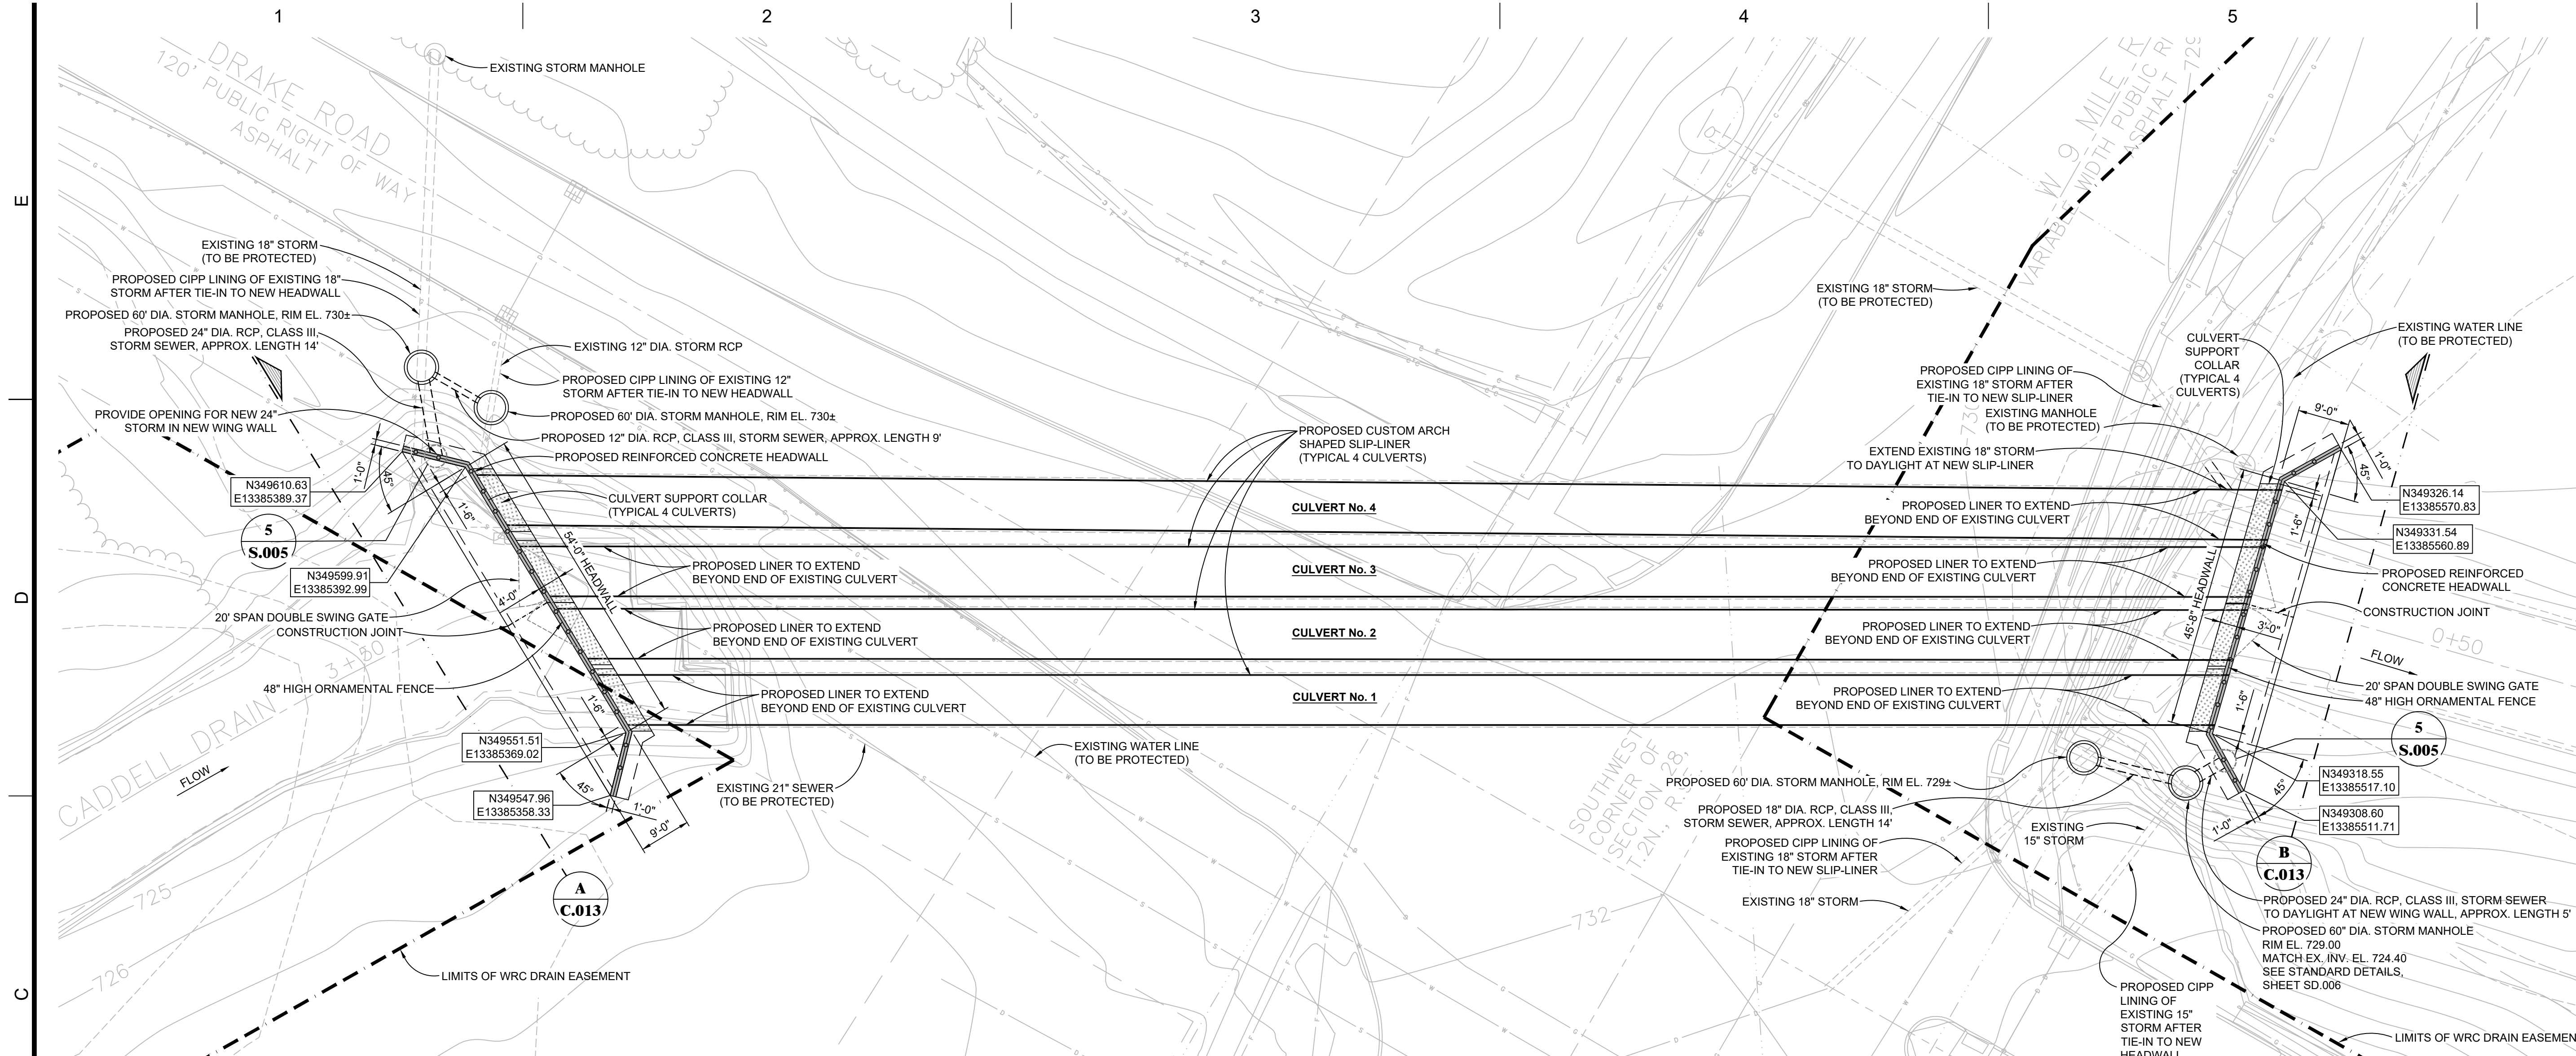 1
2
3
4
5
E
D
C
DRAKE ROAD
120' PUBLIC RIGHT OF WAY
ASPHALT
EXISTING STORM MANHOLE
EXISTING 18" STORM
(TO BE PROTECTED)
PROPOSED CIPP LINING OF EXISTING 18"
STORM AFTER TIE-IN TO NEW HEADWALL
PROPOSED 60' DIA. STORM MANHOLE, RIM EL. 730±
PROPOSED 24" DIA. RCP, CLASS III,
STORM SEWER, APPROX. LENGTH 14'
EXISTING 12" DIA. STORM RCP
PROPOSED CIPP LINING OF EXISTING 12"
STORM AFTER TIE-IN TO NEW HEADWALL
PROVIDE OPENING FOR NEW 24"
STORM IN NEW WING WALL
PROPOSED 60' DIA. STORM MANHOLE, RIM EL. 730±
PROPOSED 12" DIA. RCP, CLASS III, STORM SEWER, APPROX. LENGTH 9'
PROPOSED REINFORCED CONCRETE HEADWALL
1'-0"
45°
N349610.63
E13385389.37
CULVERT SUPPORT COLLAR
(TYPICAL 4 CULVERTS)
1'-6"
5
S.005
54'-0" HEADWALL
PROPOSED LINER TO EXTEND
BEYOND END OF EXISTING CULVERT
N349599.91
E13385392.99
4'-0"
20' SPAN DOUBLE SWING GATE
CONSTRUCTION JOINT
PROPOSED LINER TO EXTEND
BEYOND END OF EXISTING CULVERT
48" HIGH ORNAMENTAL FENCE
PROPOSED LINER TO EXTEND
BEYOND END OF EXISTING CULVERT
1'-6"
CADDELL DRAIN
3+50
FLOW
N349551.51
E13385369.02
N349547.96
E13385358.33
45°
1'-0"
9'-0"
EXISTING 21" SEWER
(TO BE PROTECTED)
EXISTING WATER LINE
(TO BE PROTECTED)
A
C.013
725
726
LIMITS OF WRC DRAIN EASEMENT
PROPOSED CUSTOM ARCH
SHAPED SLIP-LINER
(TYPICAL 4 CULVERTS)
CULVERT No. 4
CULVERT No. 3
CULVERT No. 2
CULVERT No. 1
W 9 MILE R
VARIABLE WIDTH PUBLIC RI
ASPHALT
729
EXISTING 18" STORM
(TO BE PROTECTED)
CULVERT
SUPPORT
COLLAR
(TYPICAL 4
CULVERTS)
EXISTING WATER LINE
(TO BE PROTECTED)
PROPOSED CIPP LINING OF
EXISTING 18" STORM AFTER
TIE-IN TO NEW SLIP-LINER
EXISTING MANHOLE
(TO BE PROTECTED)
EXTEND EXISTING 18" STORM
TO DAYLIGHT AT NEW SLIP-LINER
9'-0"
1'-0"
45°
PROPOSED LINER TO EXTEND
BEYOND END OF EXISTING CULVERT
N349326.14
E13385570.83
1'-6"
N349331.54
E13385560.89
PROPOSED LINER TO EXTEND
BEYOND END OF EXISTING CULVERT
PROPOSED REINFORCED
CONCRETE HEADWALL
45'-8" HEADWALL
CONSTRUCTION JOINT
PROPOSED LINER TO EXTEND
BEYOND END OF EXISTING CULVERT
3'-0"
0+50
FLOW
20' SPAN DOUBLE SWING GATE
48" HIGH ORNAMENTAL FENCE
PROPOSED LINER TO EXTEND
BEYOND END OF EXISTING CULVERT
1'-6"
5
S.005
SOUTHWEST
CORNER OF
SECTION 28,
T.2N., R.
PROPOSED 60' DIA. STORM MANHOLE, RIM EL. 729±
N349318.55
E13385517.10
45°
PROPOSED 18" DIA. RCP, CLASS III,
STORM SEWER, APPROX. LENGTH 14'
N349308.60
E13385511.71
1'-0"
EXISTING
15" STORM
PROPOSED CIPP LINING OF
EXISTING 18" STORM AFTER
TIE-IN TO NEW SLIP-LINER
B
C.013
EXISTING 18" STORM
732
PROPOSED 24" DIA. RCP, CLASS III, STORM SEWER
TO DAYLIGHT AT NEW WING WALL, APPROX. LENGTH 5'
PROPOSED 60" DIA. STORM MANHOLE
RIM EL. 729.00
MATCH EX. INV. EL. 724.40
SEE STANDARD DETAILS,
SHEET SD.006
PROPOSED CIPP
LINING OF
EXISTING 15"
STORM AFTER
TIE-IN TO NEW
HEADWALL
LIMITS OF WRC DRAIN EASEMEN